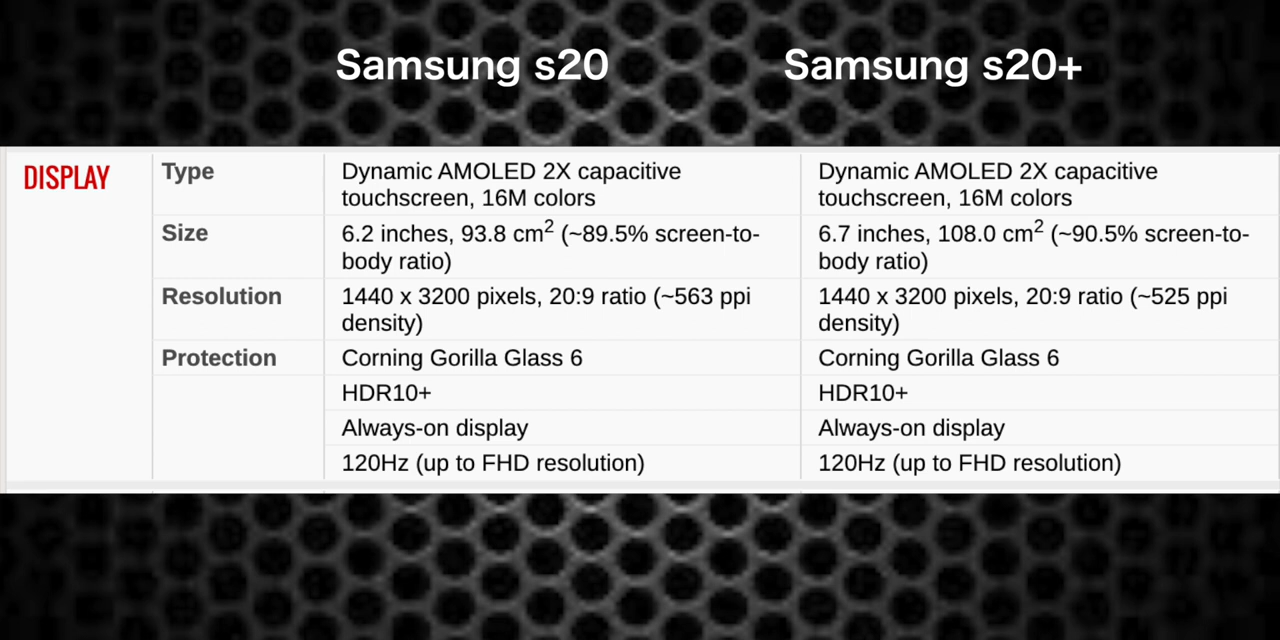 Samsung s20 Samsung s20+
DISPLAY Type Dynamic AMOLED 2X capacitive Dynamic AMOLED 2X capacitive
touchscreen, 16M colors touchscreen, 16M colors
Size 6.2 inches, 93.8 cm² (~89.5% screen-to- 6.7 inches, 108.0 cm² (~90.5% screen-to-
body ratio) body ratio)
Resolution 1440 x 3200 pixels, 20:9 ratio (~563 ppi 1440 x 3200 pixels, 20:9 ratio (~525 ppi
density) density)
Protection Corning Gorilla Glass 6 Corning Gorilla Glass 6
HDR10+ HDR10+
Always-on display Always-on display
120Hz (up to FHD resolution) 120Hz (up to FHD resolution)